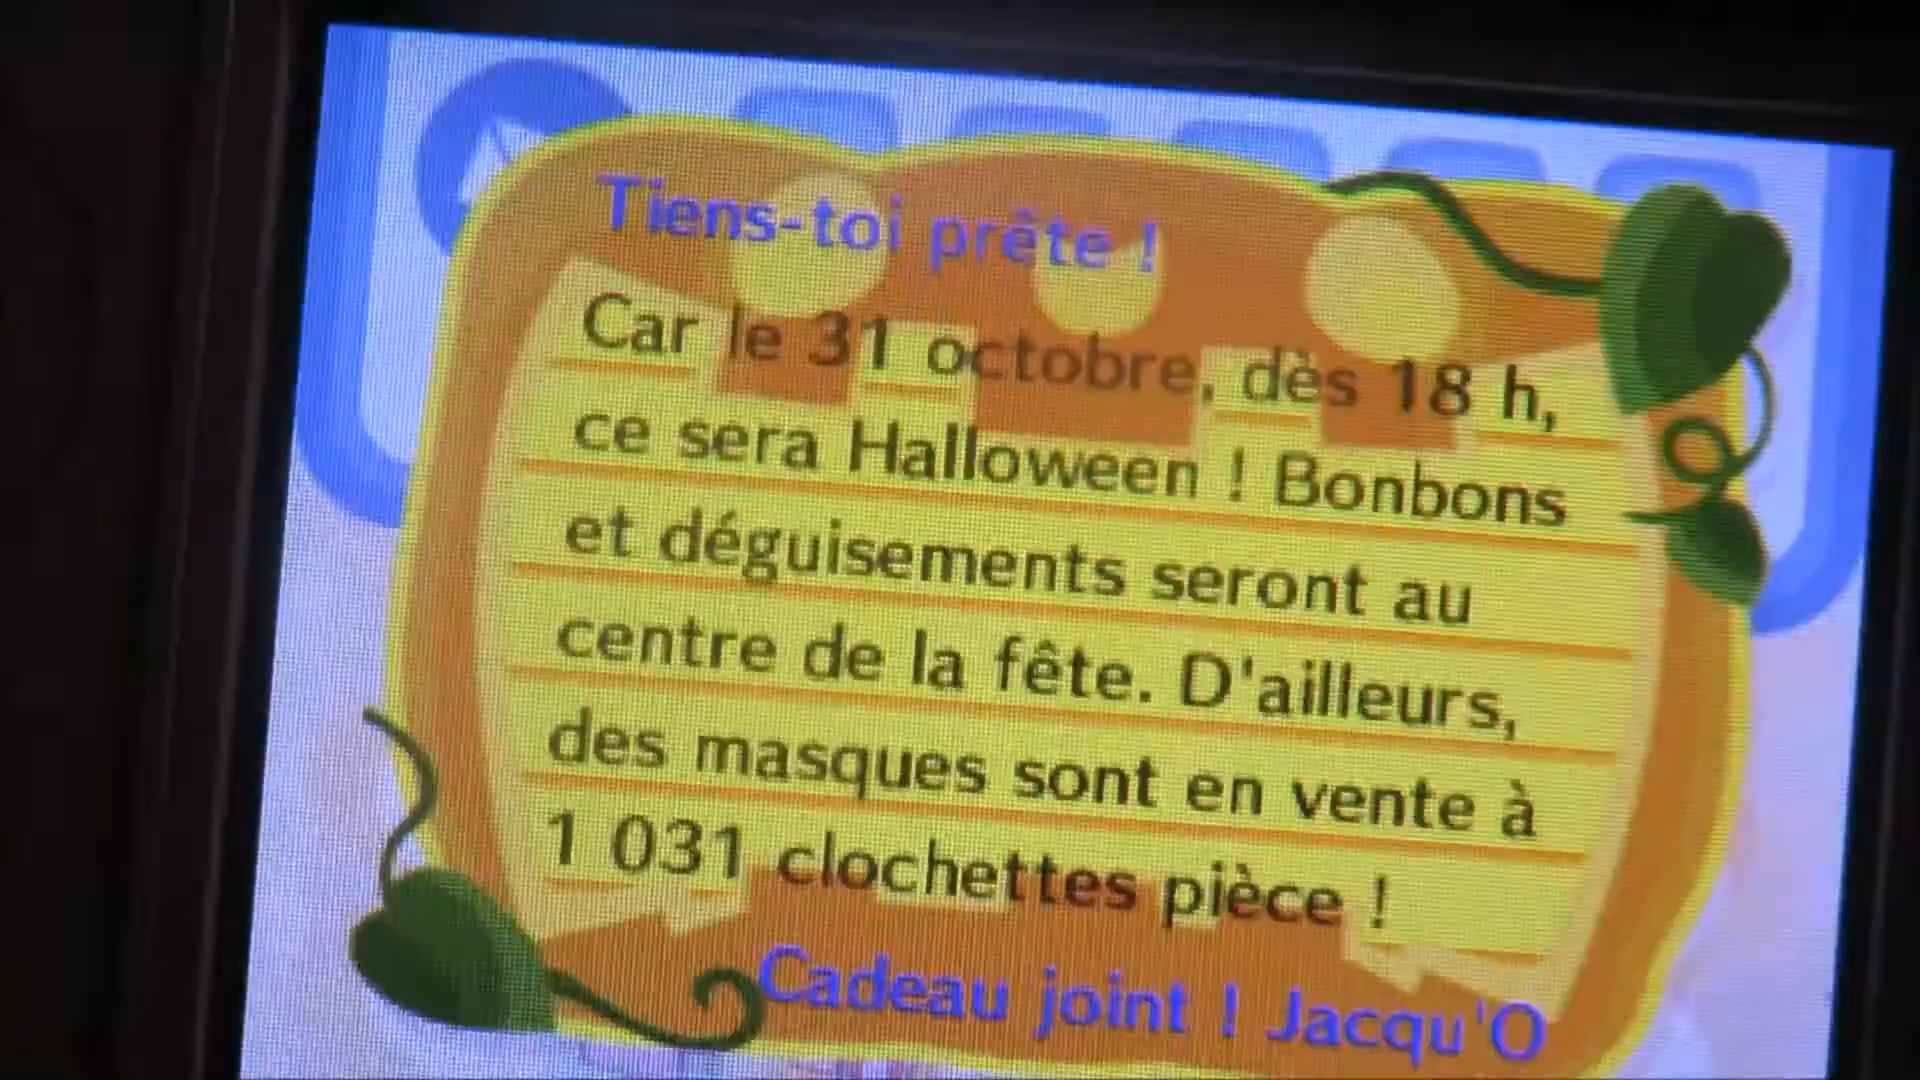 Tiens-toi prête !
Car le 31 octobre, dès 18 h,
ce sera Halloween ! Bonbons
et déguisements seront au
centre de la fête. D'ailleurs,
des masques sont en vente à
1 031 clochettes pièce !
Cadeau joint ! Jacqu'O